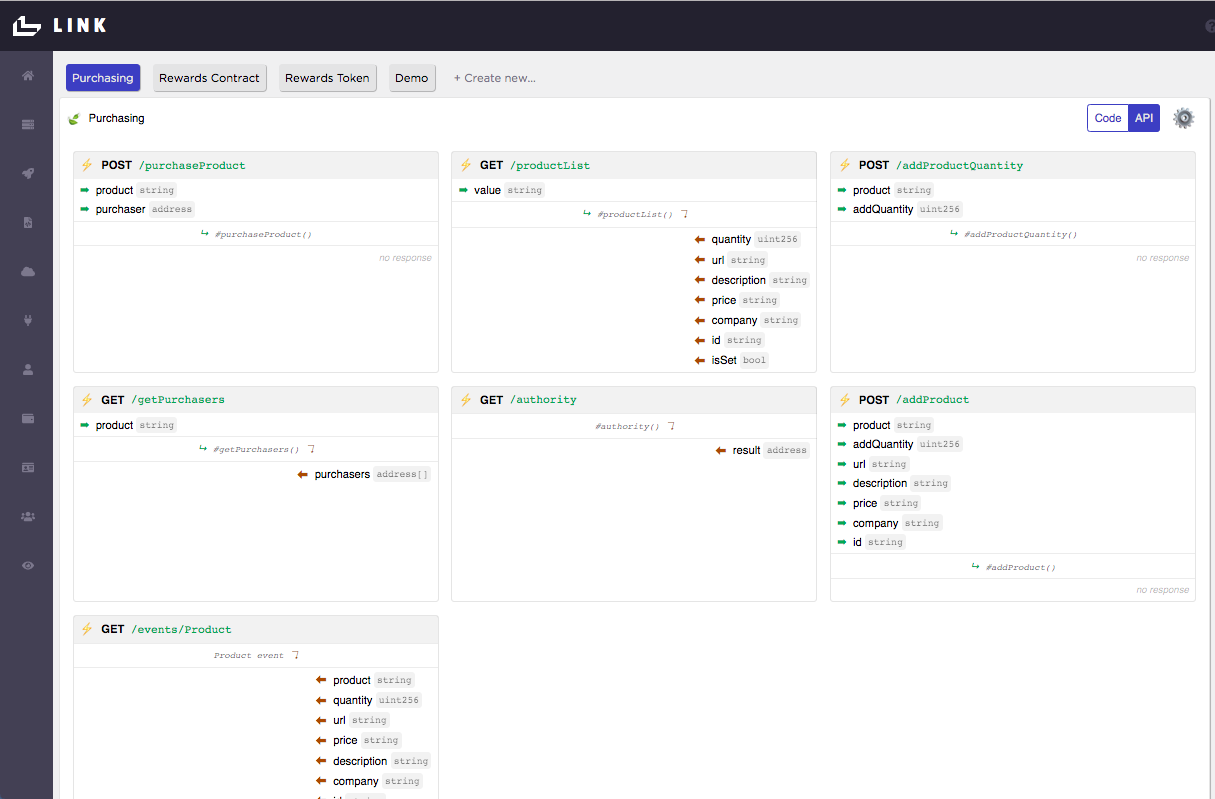 LINK
Purchasing Rewards Contract Rewards Token Demo + Create new...
Purchasing Code API
POST /purchaseProduct
product string
purchaser address
#purchaseProduct()
no response
GET /productList
value string
#productList()
quantity uint256
url string
description string
price string
company string
id string
isSet bool
POST /addProductQuantity
product string
addQuantity uint256
#addProductQuantity()
no response
GET /getPurchasers
product string
#getPurchasers()
purchasers address[]
GET /authority
#authority()
result address
POST /addProduct
product string
addQuantity uint256
url string
description string
price string
company string
id string
#addProduct()
no response
GET /events/Product
Product event
product string
quantity uint256
url string
price string
description string
company string